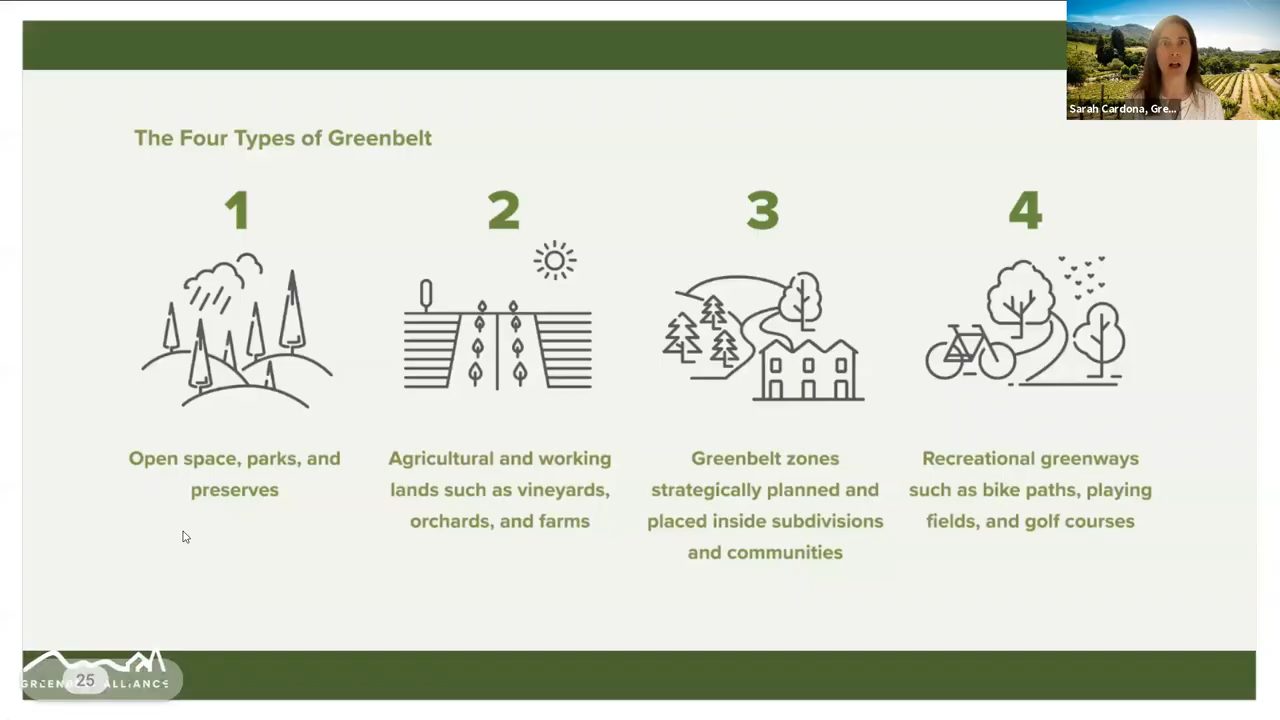 Sarah Cardona, Gre...
The Four Types of Greenbelt
1
2
3
4
Open space, parks, and
preserves
Agricultural and working
lands such as vineyards,
orchards, and farms
Greenbelt zones
strategically planned and
placed inside subdivisions
and communities
Recreational greenways
such as bike paths, playing
fields, and golf courses
25
GREENBELT ALLIANCE